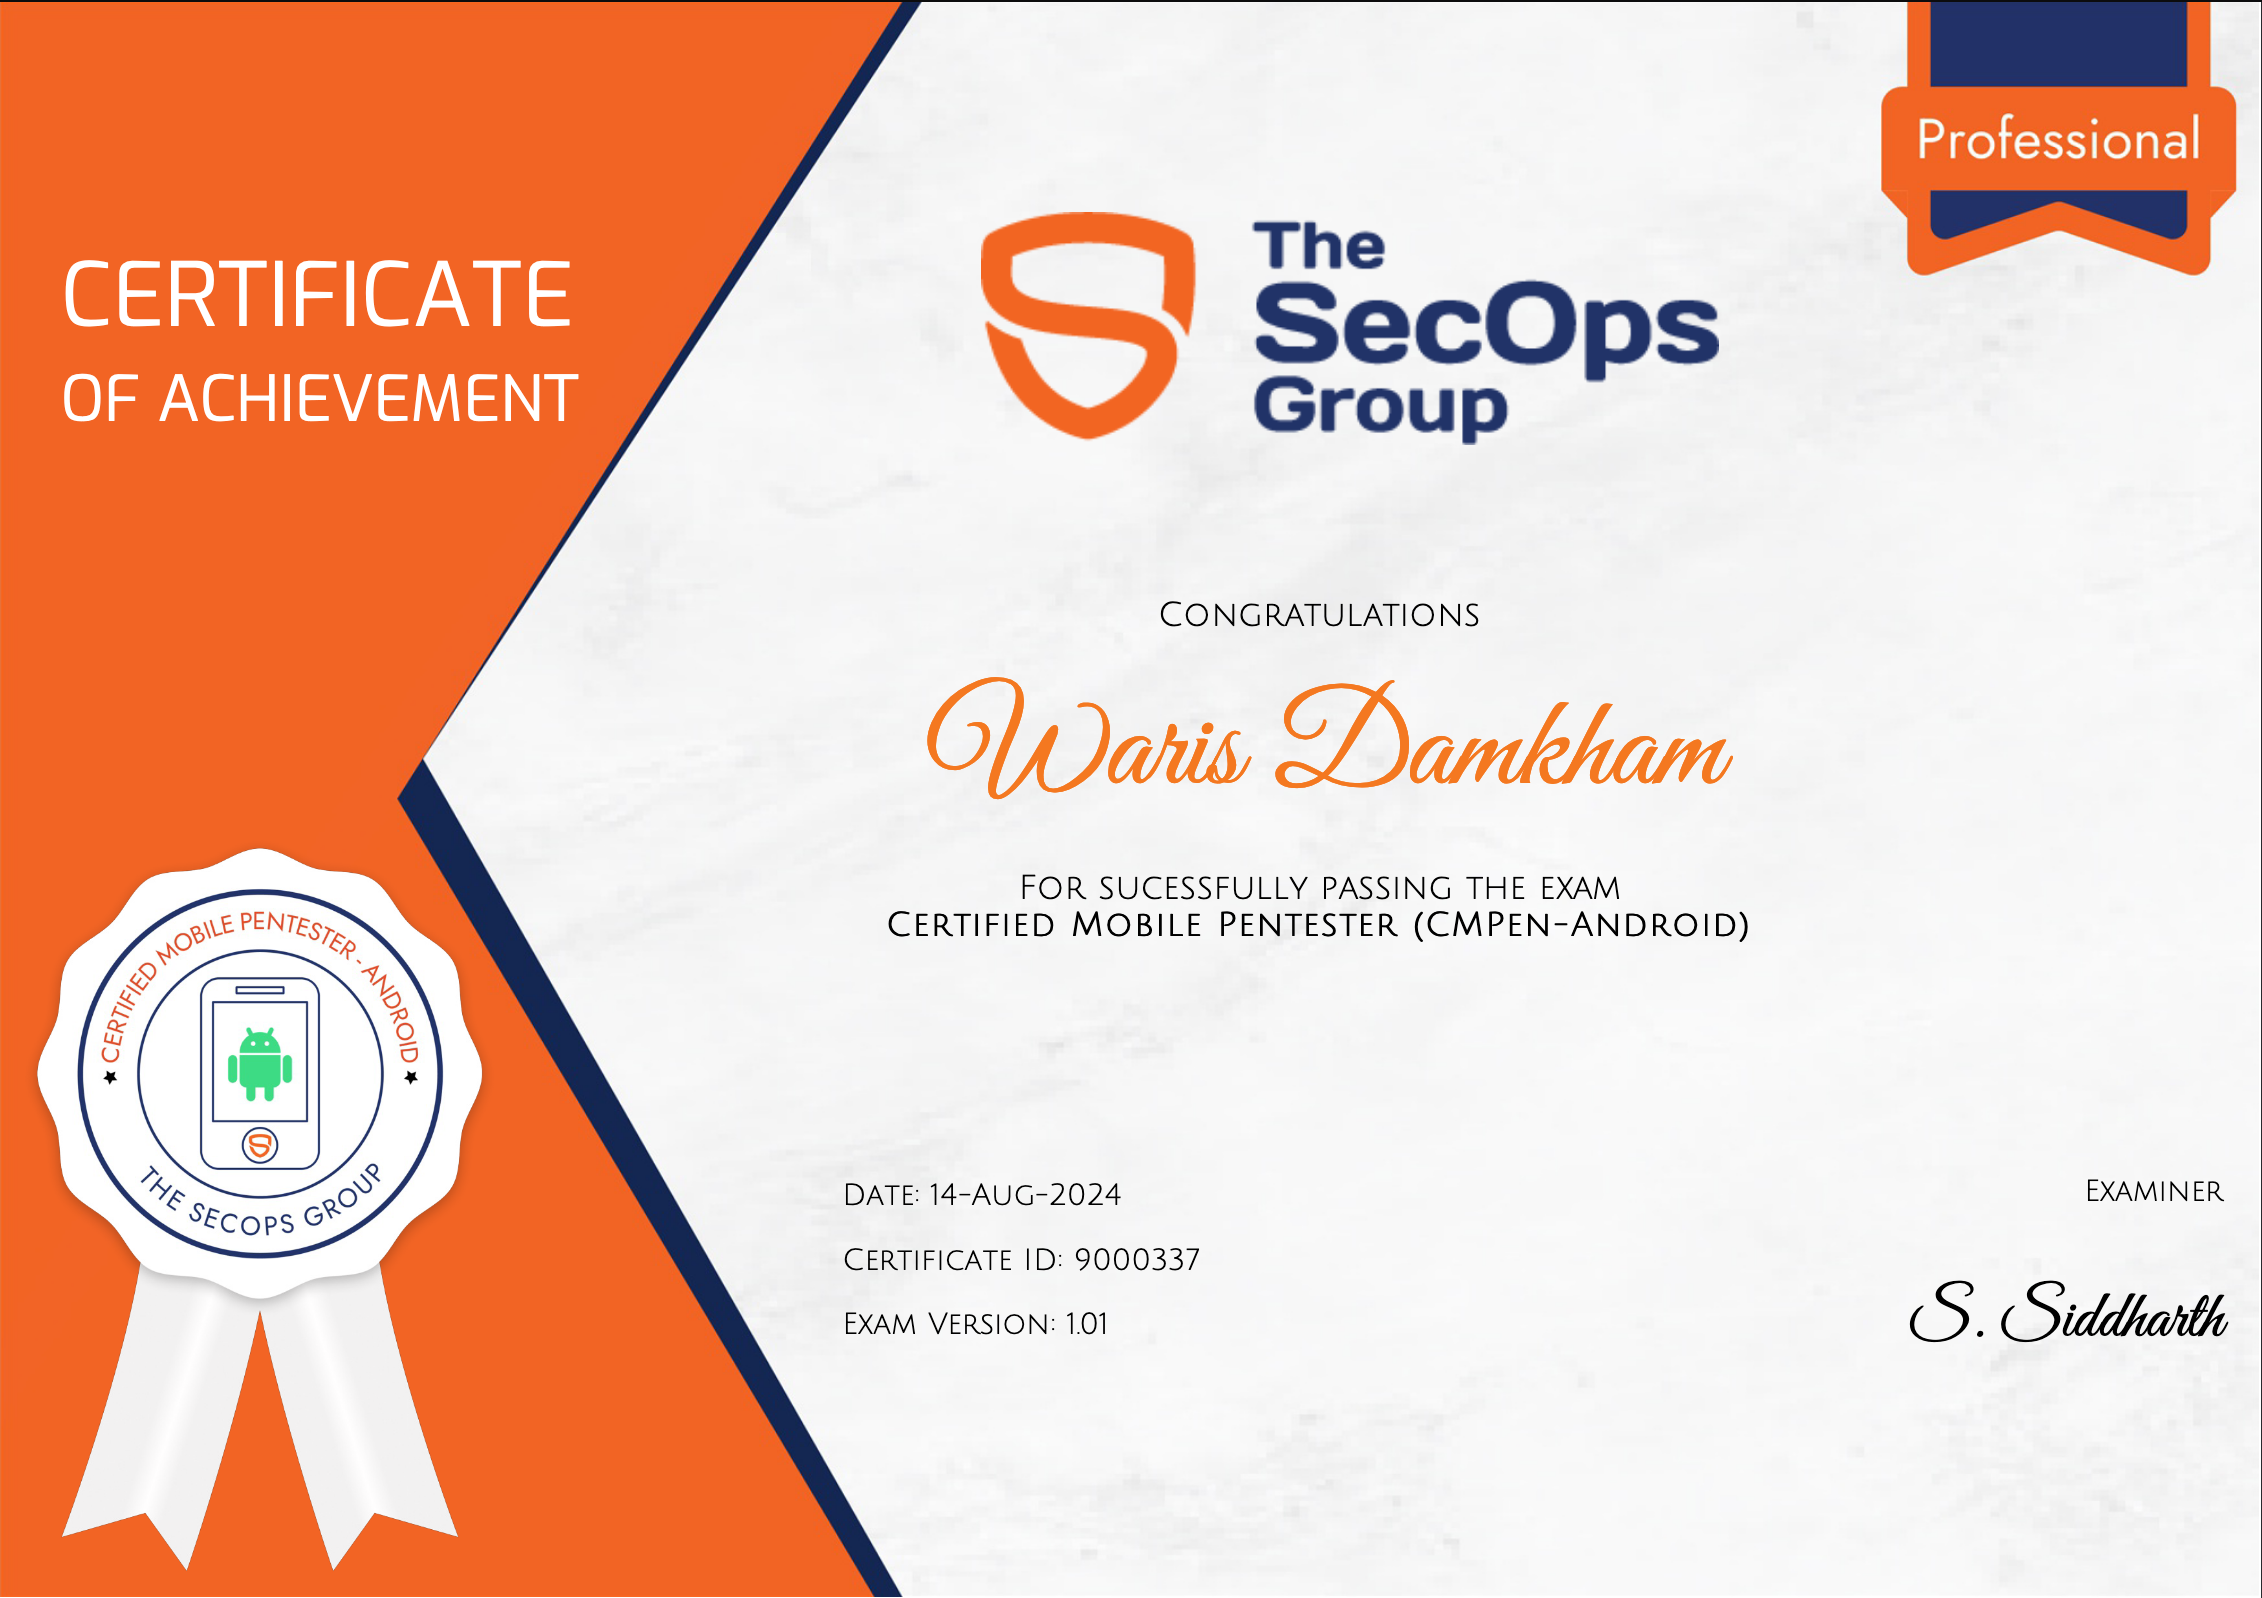 Professional
The
SecOps
Group
CERTIFICATE
OF ACHIEVEMENT
Congratulations
Waris Damkham
For sucessfully passing the exam
Certified Mobile Pentester (CMPen-Android)
CERTIFIED MOBILE PENTESTER - ANDROID
THE SECOPS GROUP
Date: 14-Aug-2024
Certificate ID: 9000337
Exam Version: 1.01
Examiner
S. Siddharth